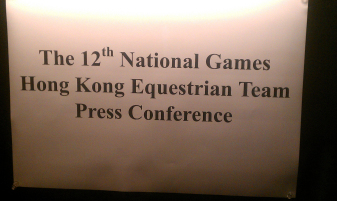 The 12th National Games
Hong Kong Equestrian Team
Press Conference